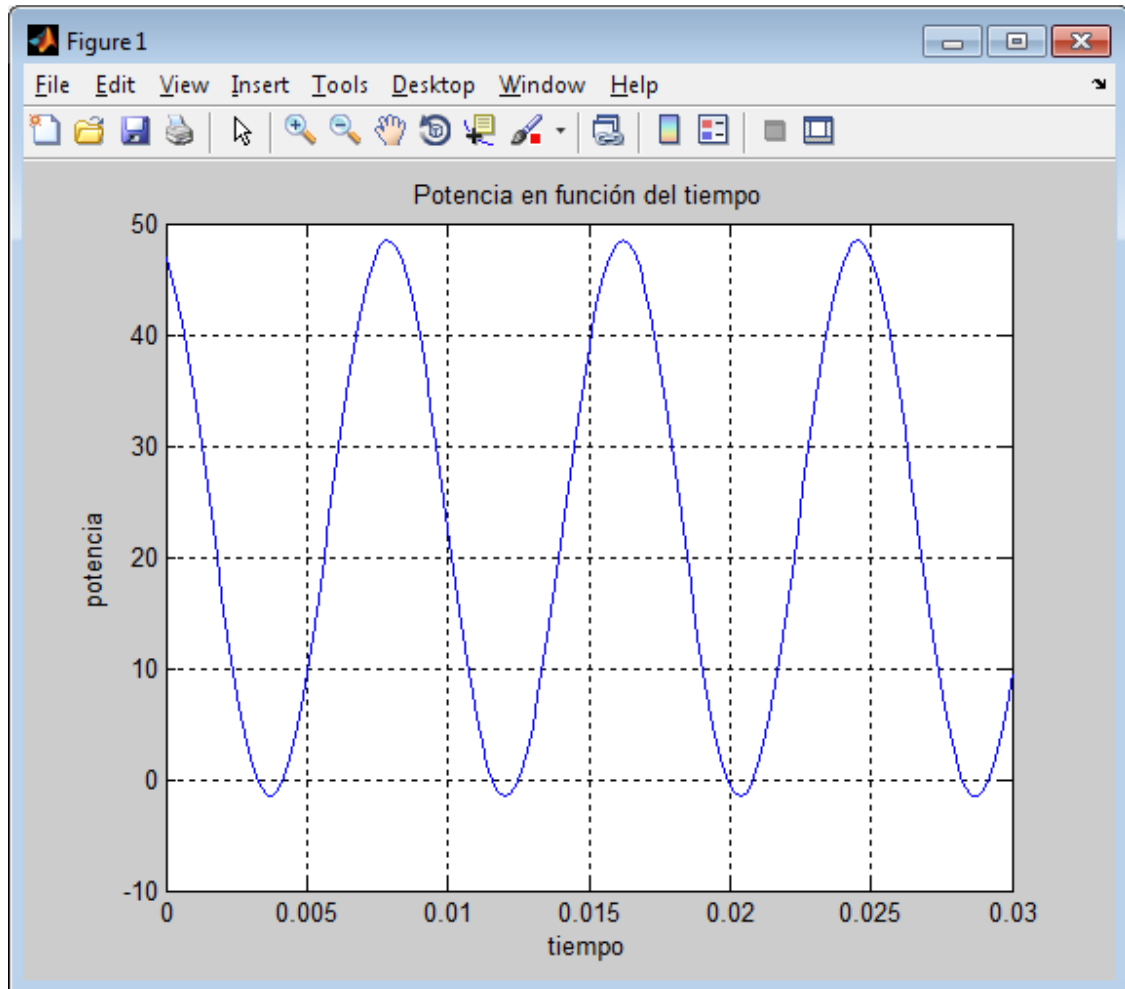 Figure 1
File Edit View Insert Tools Desktop Window Help
Potencia en función del tiempo
50
40
30
20
10
0
-10
potencia
0 0.005 0.01 0.015 0.02 0.025 0.03
tiempo